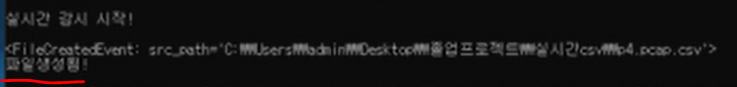 실시간 감시 시작!
<FileCreatedEvent: src_path='C:₩₩Users₩₩admin₩₩Desktop₩₩졸업프로젝트₩₩실시간csv₩₩p4.pcap.csv'>
파일생성됨!